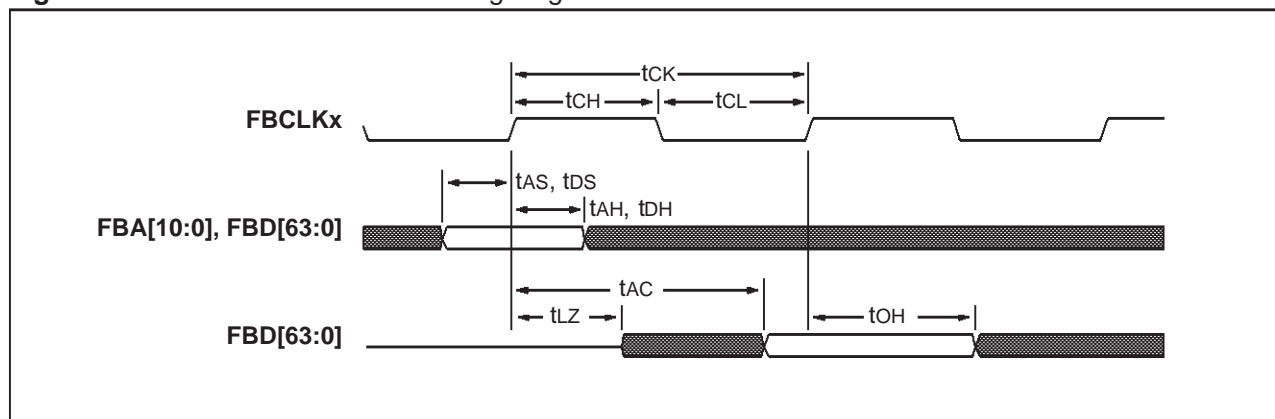 tCK
tCH tCL
FBCLKx
tAS, tDS
tAH, tDH
FBA[10:0], FBD[63:0]
tAC
tLZ tOH
FBD[63:0]